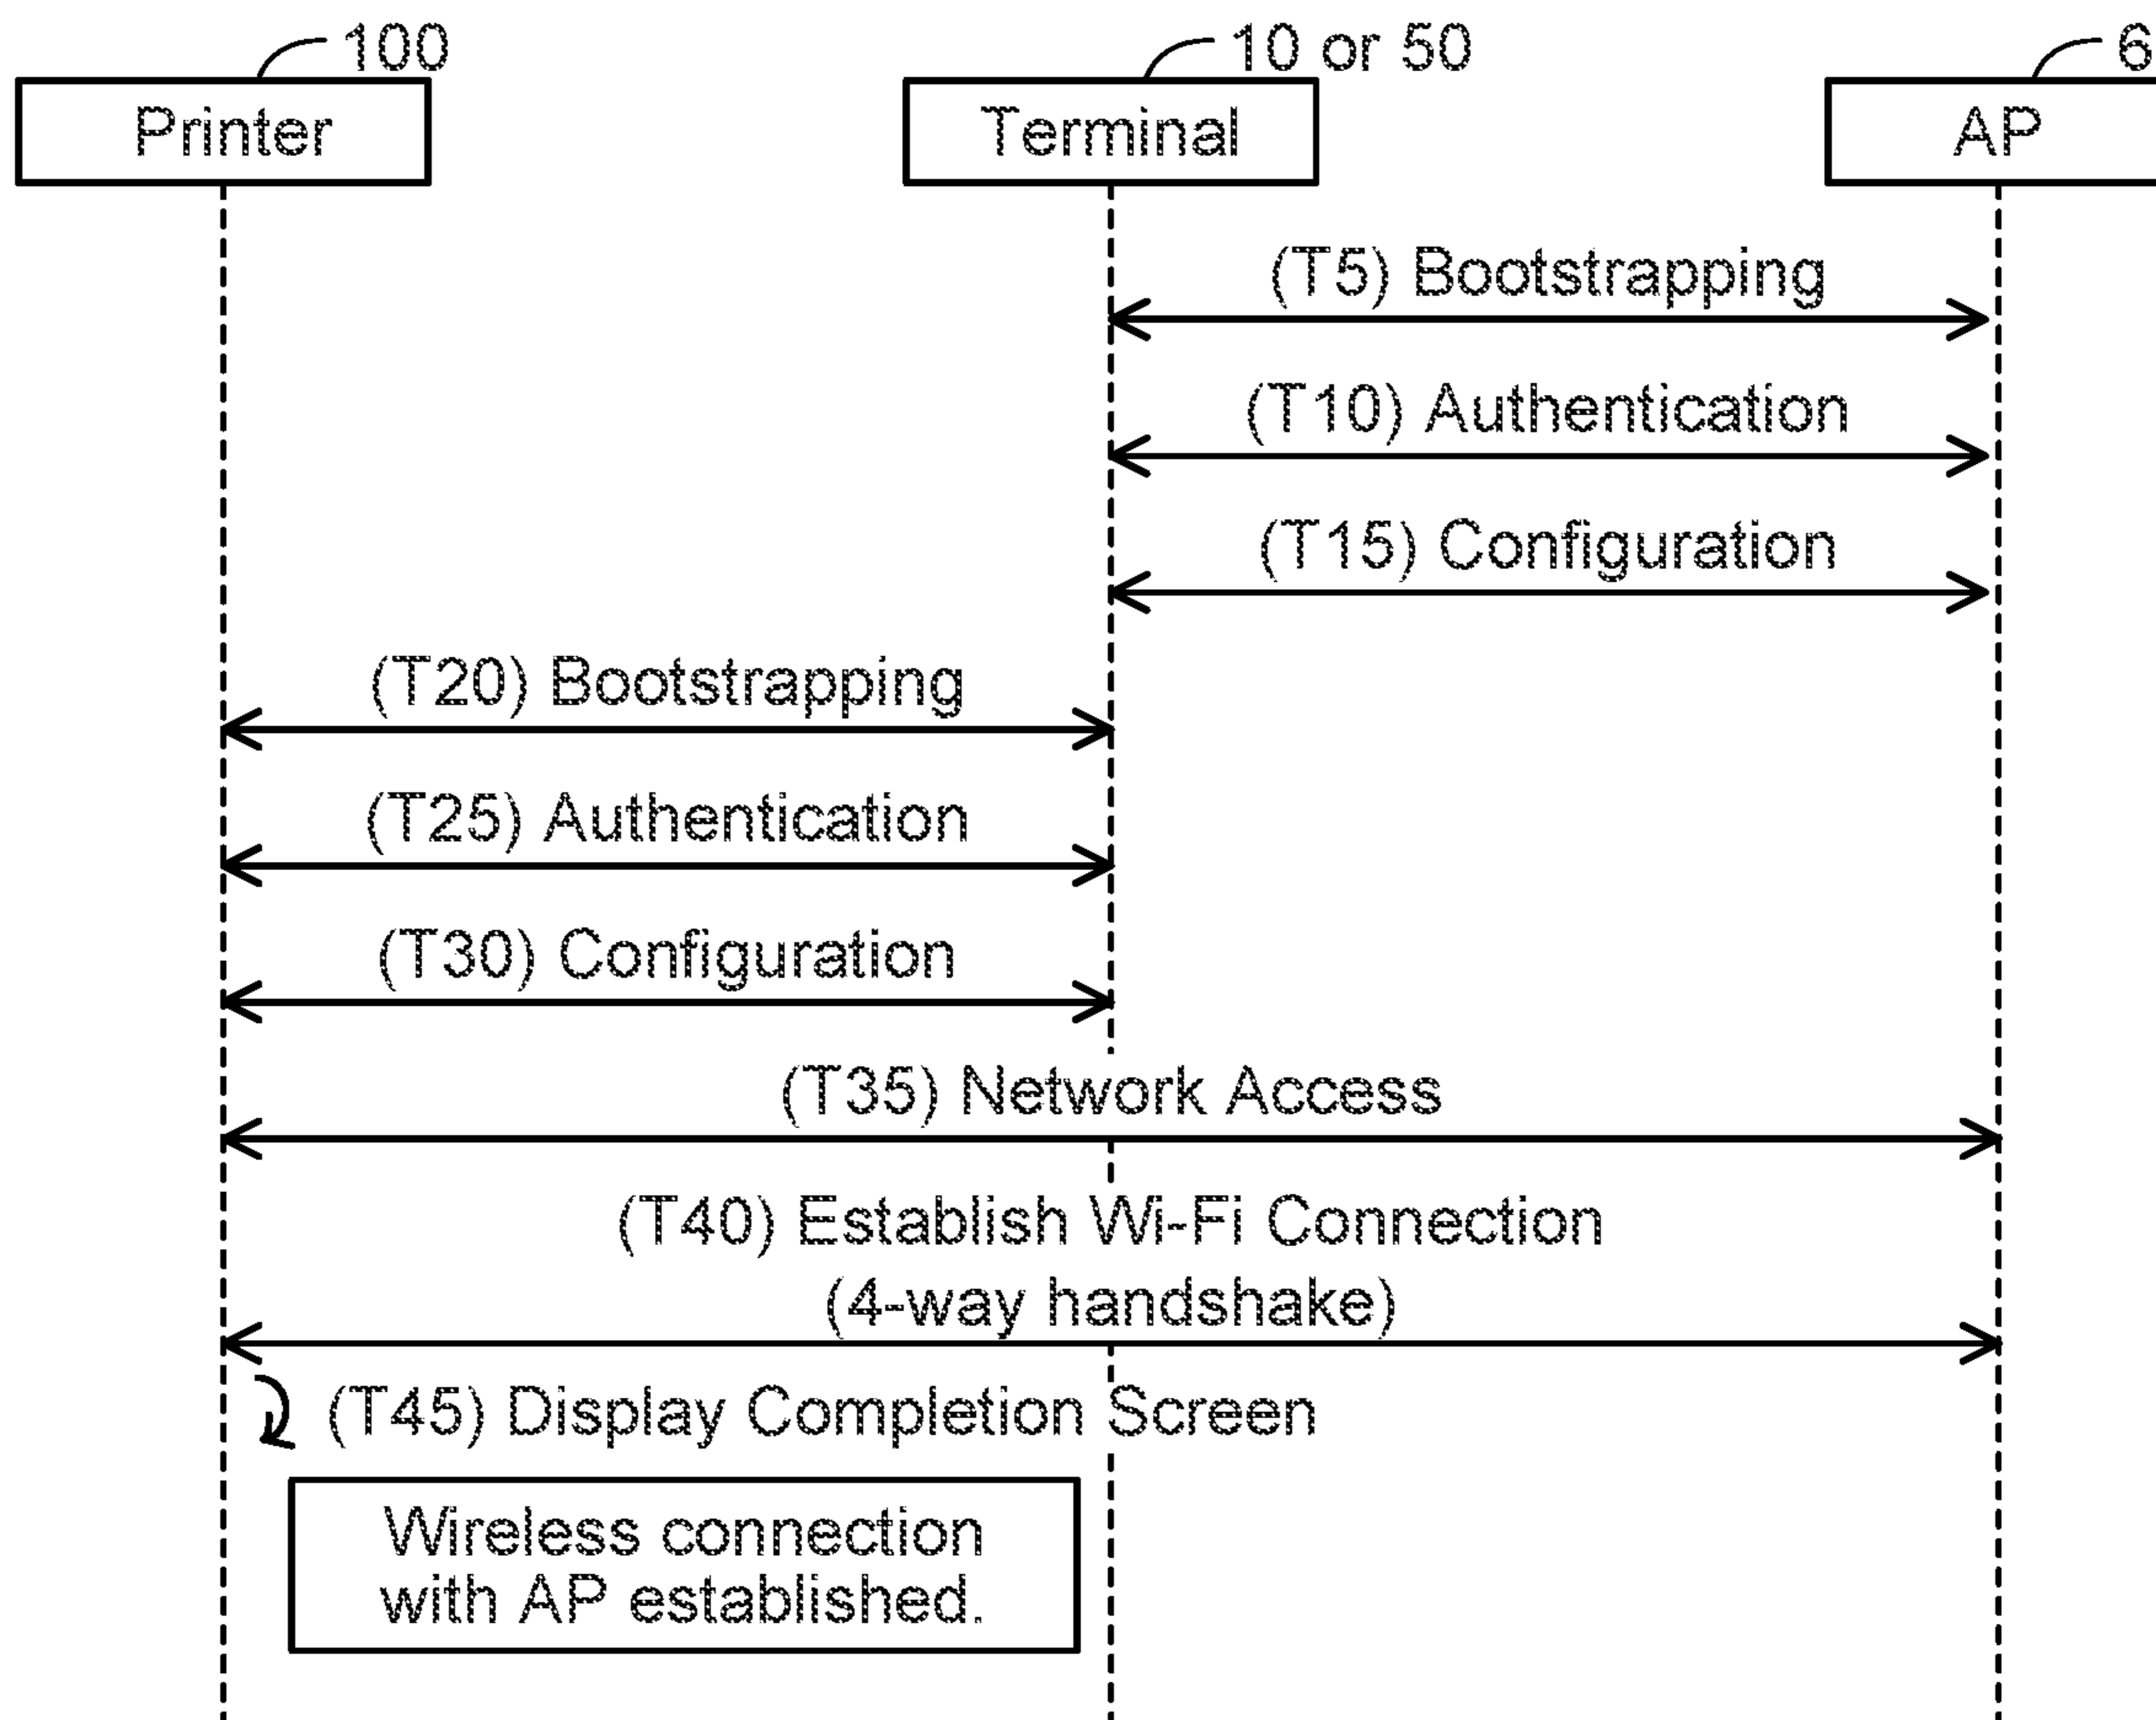 100
10 or 50
6
Printer
Terminal
AP
(T5) Bootstrapping
(T10) Authentication
(T15) Configuration
(T20) Bootstrapping
(T25) Authentication
(T30) Configuration
(T35) Network Access
(T40) Establish Wi-Fi Connection
(4-way handshake)
(T45) Display Completion Screen
Wireless connection
with AP established.